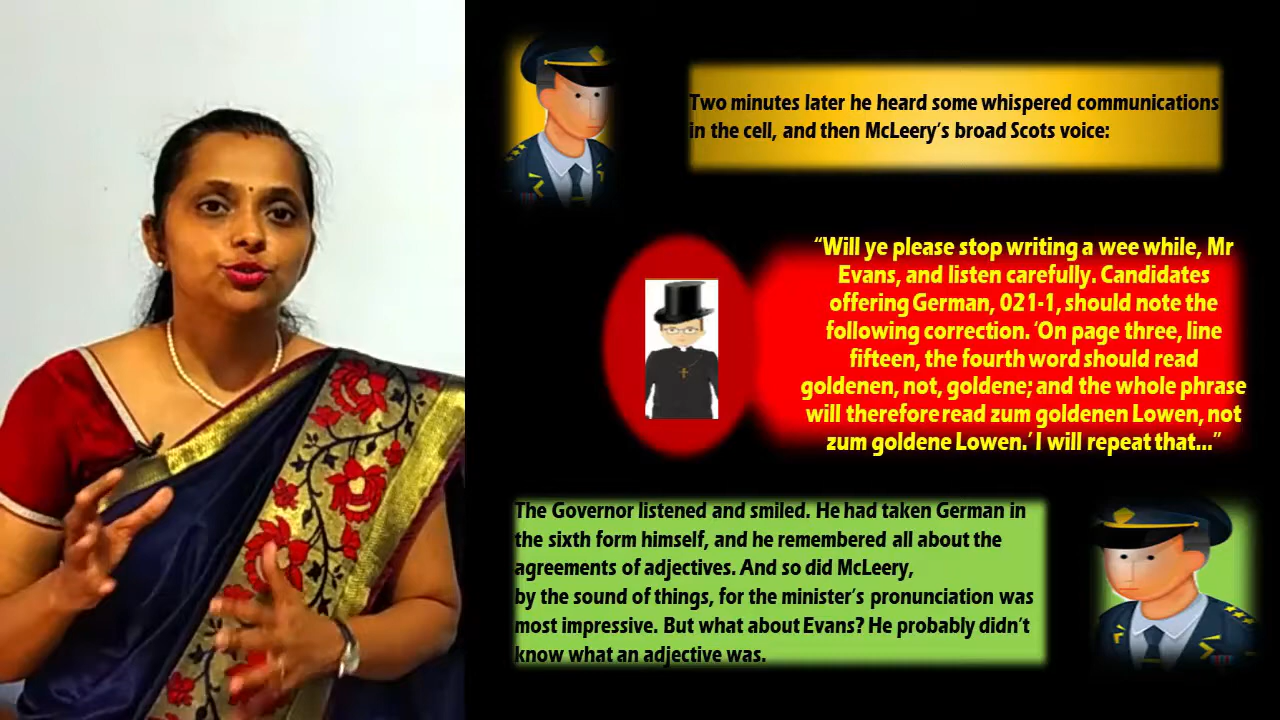 Two minutes later he heard some whispered communications
in the cell, and then McLeery's broad Scots voice:
“Will ye please stop writing a wee while, Mr
Evans, and listen carefully. Candidates
offering German, 021-1, should note the
following correction. ‘On page three, line
fifteen, the fourth word should read
goldenen, not, goldene; and the whole phrase
will therefore read zum goldenen Lowen, not
zum goldene Lowen.’ I will repeat that...”
The Governor listened and smiled. He had taken German in
the sixth form himself, and he remembered all about the
agreements of adjectives. And so did McLeery,
by the sound of things, for the minister's pronunciation was
most impressive. But what about Evans? He probably didn't
know what an adjective was.